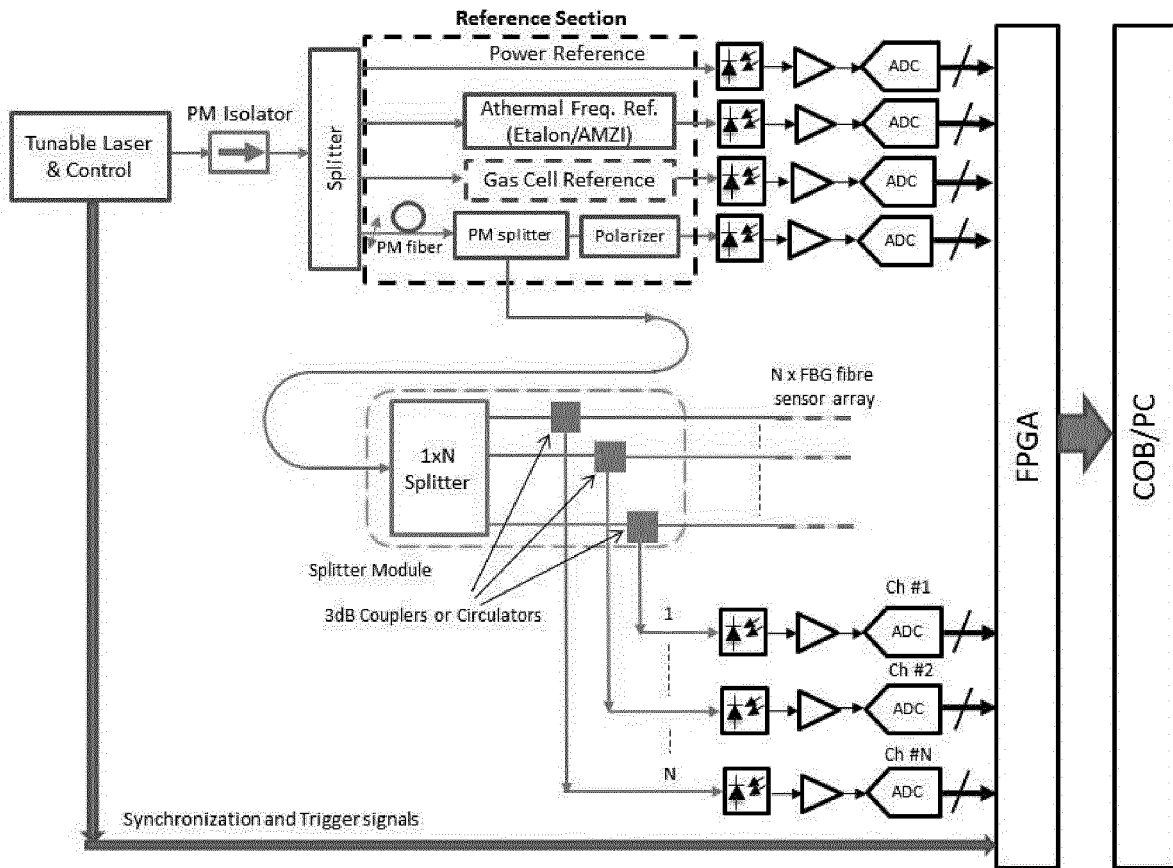 Reference Section
Power Reference
ADC
PM Isolator
Tunable Laser
& Control
Splitter
Athermal Freq. Ref.
(Etalon/AMZI)
ADC
Gas Cell Reference
ADC
PM fiber
PM splitter
Polarizer
ADC
FPGA
COB/PC
N x FBG fibre
sensor array
1xN
Splitter
Splitter Module
3dB Couplers or Circulators
1
Ch #1
ADC
Ch #2
ADC
N
Ch #N
ADC
Synchronization and Trigger signals